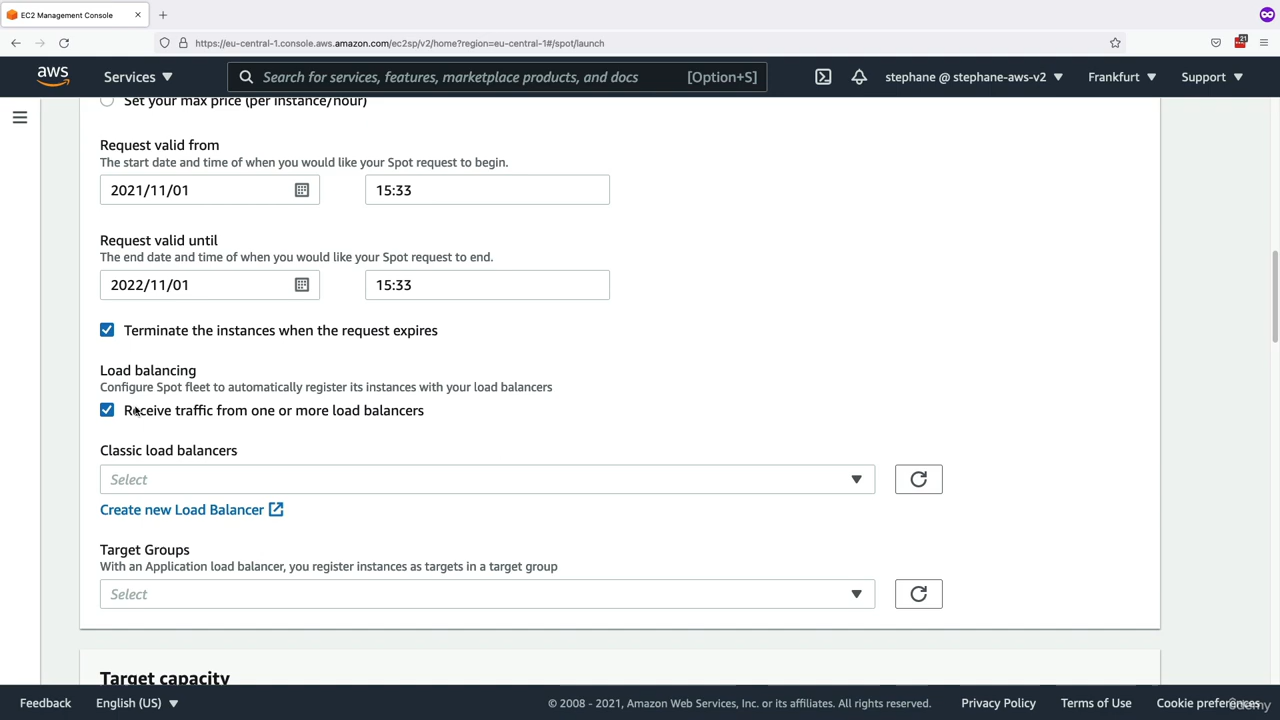 EC2 Management Console
https://eu-central-1.console.aws.amazon.com/ec2sp/v2/home?region=eu-central-1#/spot/launch
21
aws
Services
Search for services, features, marketplace products, and docs
[Option+S]
stephane @ stephane-aws-v2
Frankfurt
Support
Set your max price (per instance/hour)
Request valid from
The start date and time of when you would like your Spot request to begin.
2021/11/01
15:33
Request valid until
The end date and time of when you would like your Spot request to end.
2022/11/01
15:33
Terminate the instances when the request expires
Load balancing
Configure Spot fleet to automatically register its instances with your load balancers
Receive traffic from one or more load balancers
Classic load balancers
Select
Create new Load Balancer
Target Groups
With an Application load balancer, you register instances as targets in a target group
Select
Target capacity
Feedback
English (US)
© 2008 - 2021, Amazon Web Services, Inc. or its affiliates. All rights reserved.
Privacy Policy
Terms of Use
Cookie preferences
Udemy